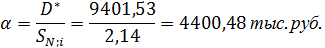 α = D* / S_{N;i} = 9401,53 / 2,14 = 4400,48 тыс. руб.